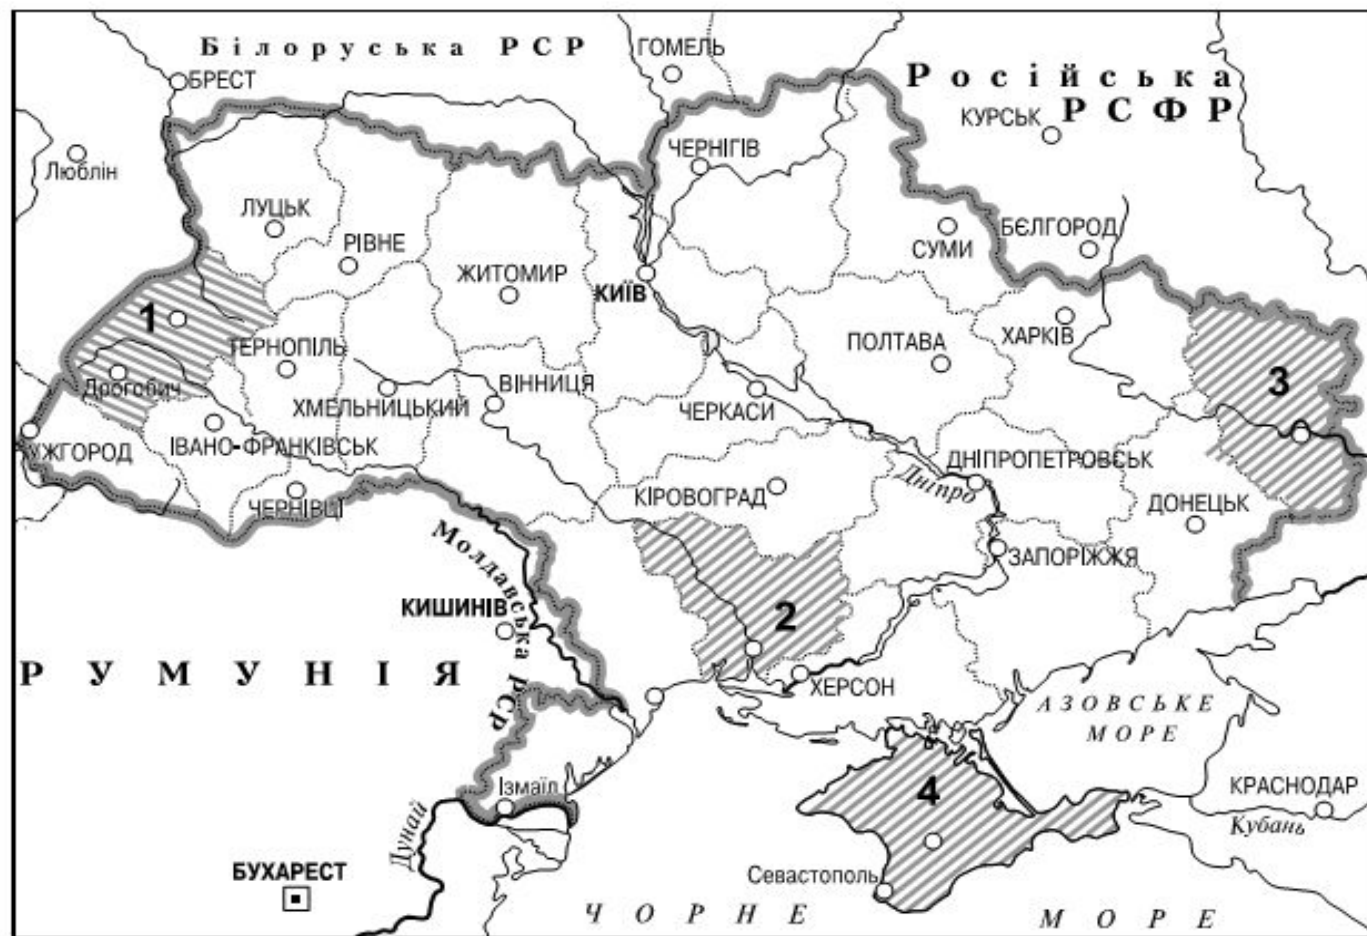 Білоруська РСР
ГОМЕЛЬ
БРЕСТ
Російська
РСФР
КУРСЬК
Люблін
ЧЕРНІГІВ
ЛУЦЬК
РІВНЕ
СУМИ
БЄЛГОРОД
ЖИТОМИР
КИЇВ
1
ТЕРНОПІЛЬ
ПОЛТАВА
ХАРКІВ
Дрогобич
ХМЕЛЬНИЦЬКИЙ
ВІННИЦЯ
ЧЕРКАСИ
3
УЖГОРОД
ІВАНО-ФРАНКІВСЬК
ДНІПРОПЕТРОВСЬК
Дніпро
ЧЕРНІВЦІ
КІРОВОГРАД
ДОНЕЦЬК
Молдавська РСР
ЗАПОРІЖЖЯ
КИШИНІВ
2
РУМУНІЯ
ХЕРСОН
АЗОВСЬКЕ
МОРЕ
Ізмаїл
4
КРАСНОДАР
Дунай
Кубань
БУХАРЕСТ
Севастополь
ЧОРНЕ МОРЕ